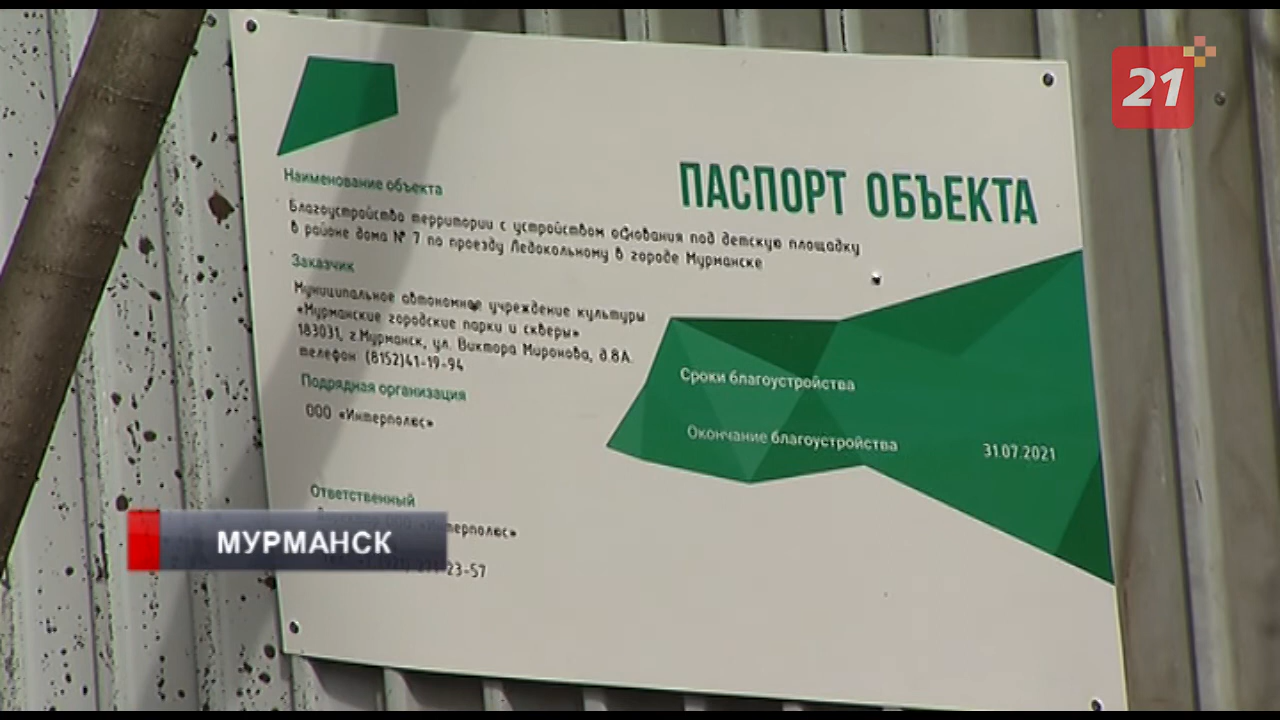 21
ПАСПОРТ ОБЪЕКТА
Наименование объекта
Благоустройство территории с устройством основания под детскую площадку
в районе дома № 7 по проезду Ледокольному в городе Мурманске
Заказчик
Муниципальное автономное учреждение культуры
«Мурманские городские парки и скверы»
183031, г.Мурманск, ул. Виктора Миронова, д.8А.
телефон (8152)41-19-94
Подрядная организация
ООО «Интерполюс»
Сроки благоустройства
Окончание благоустройства 31.07.2021
Ответственный
МУРМАНСК
23-57